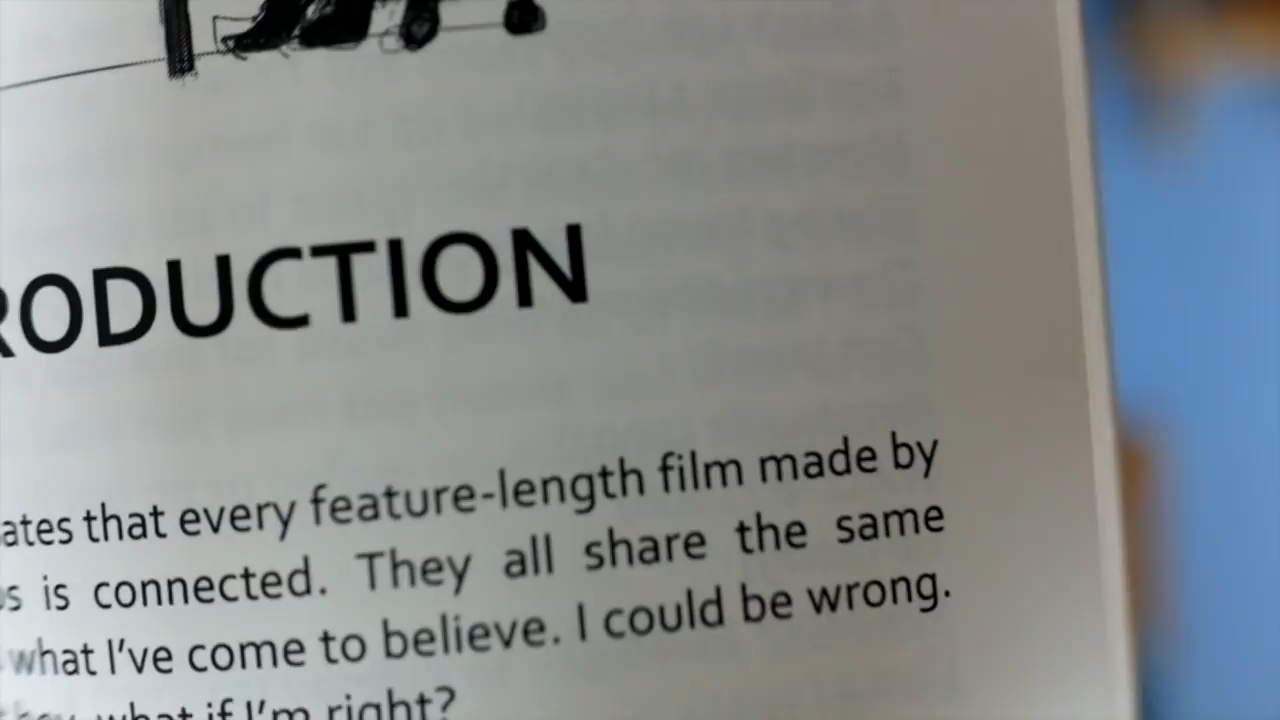 RODUCTION
ates that every feature-length film made by
s is connected. They all share the same
what I've come to believe. I could be wrong.
what if I'm right?